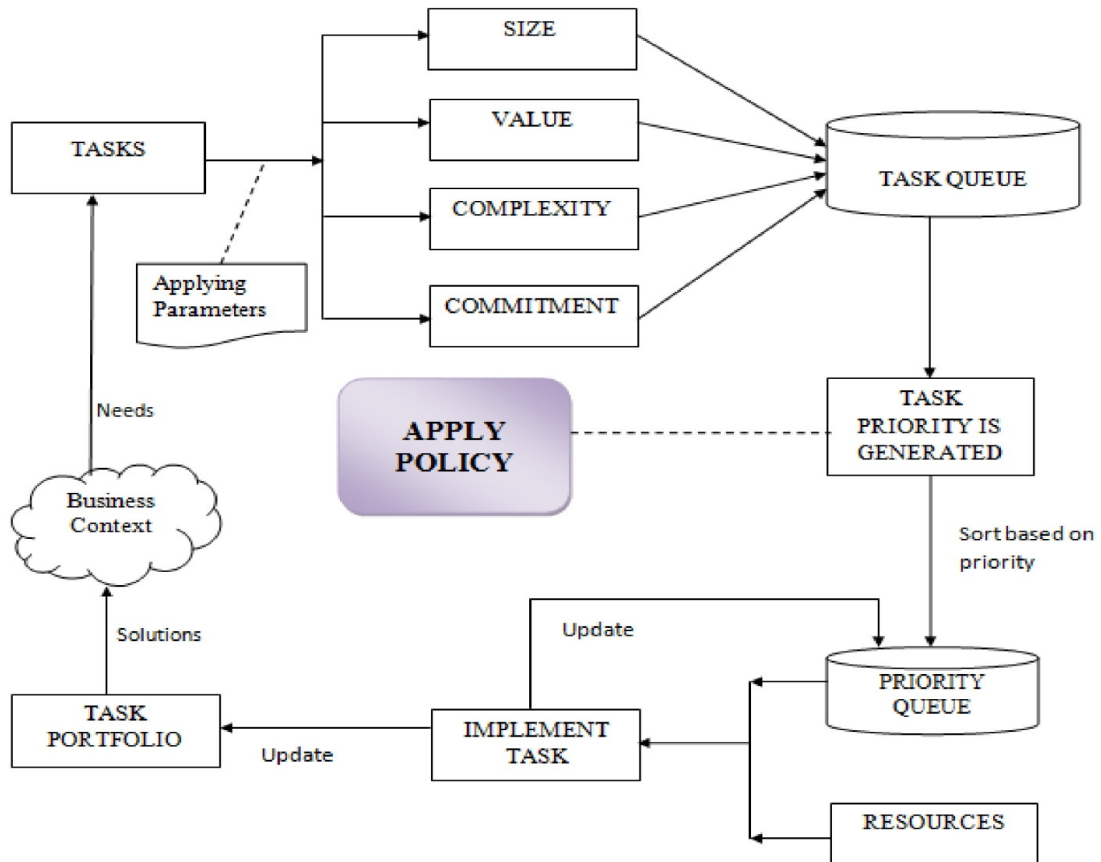 SIZE
VALUE
COMPLEXITY
COMMITMENT
TASKS
Applying
Parameters
TASK QUEUE
TASK
PRIORITY IS
GENERATED
APPLY
POLICY
Needs
Business
Context
Sort based on
priority
Solutions
Update
PRIORITY
QUEUE
TASK
PORTFOLIO
Update
IMPLEMENT
TASK
RESOURCES